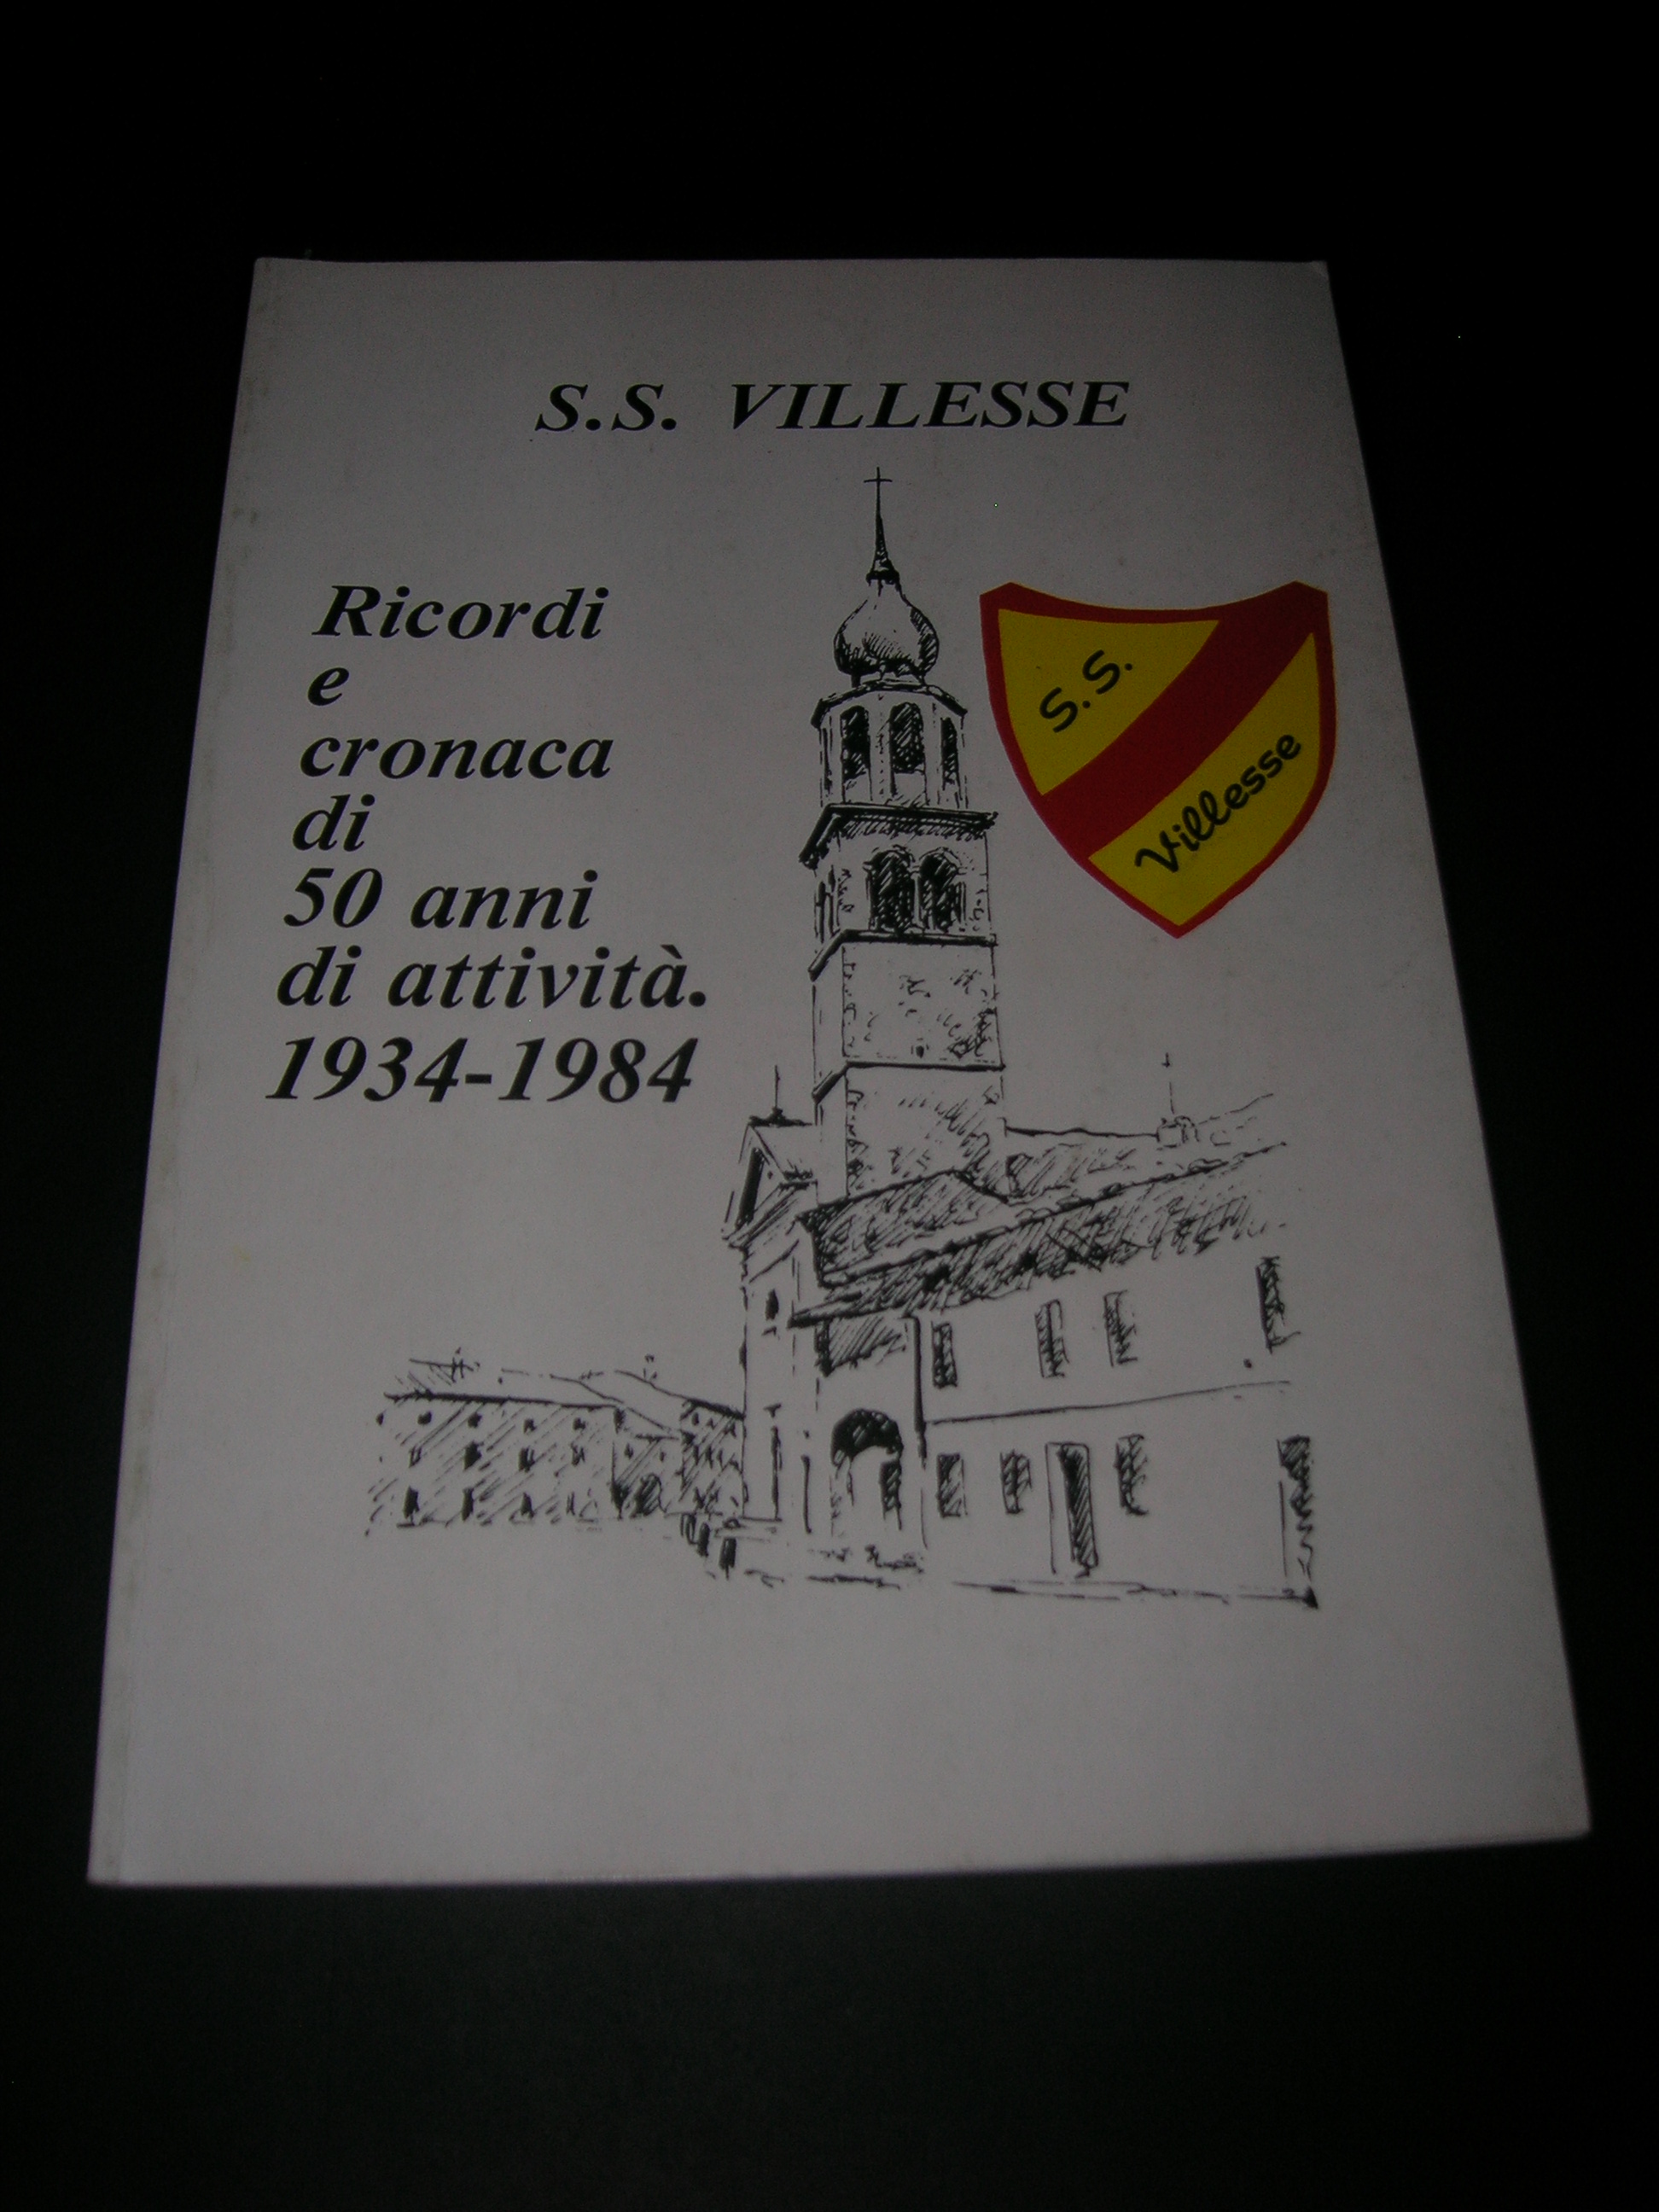 S.S. VILLESSE
Ricordi
e
cronaca
di
50 anni
di attività.
1934-1984
S.S.
Villesse